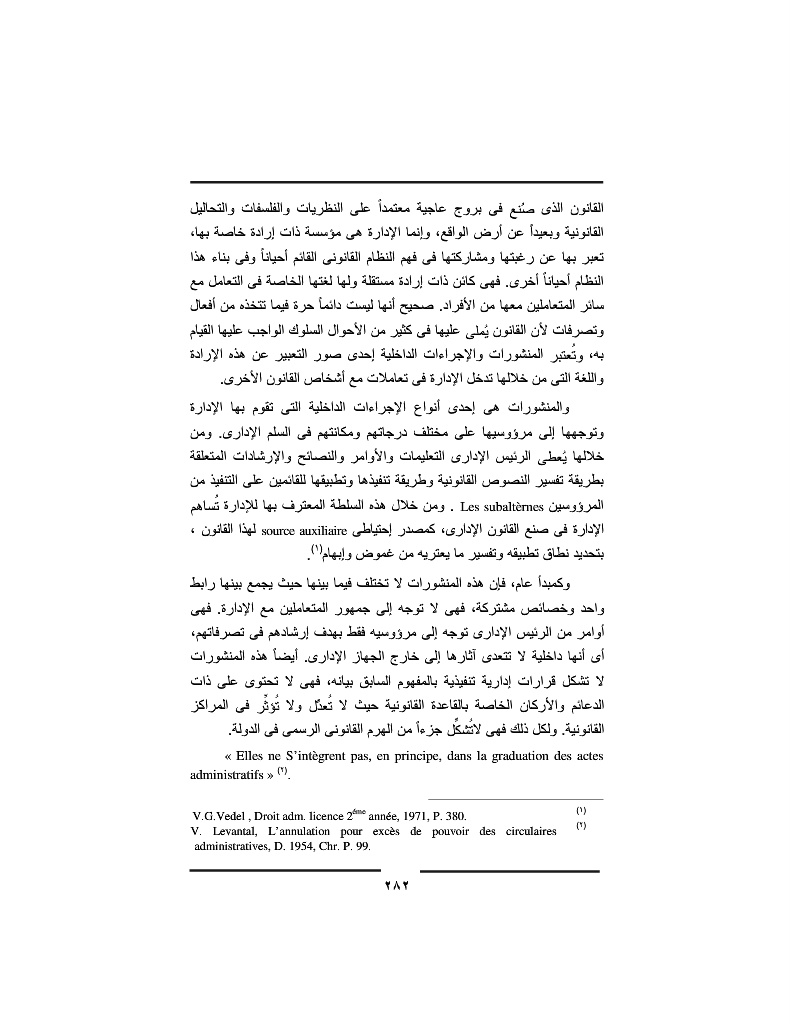 القانون الذى صُنع فى بروج عاجية معتمداً على النظريات والفلسفات والتحاليل
القانونية وبعيداً عن أرض الواقع، وإنما الإدارة هى مؤسسة ذات إرادة خاصة بها،
تعبر بها عن رغبتها ومشاركتها فى فهم النظام القانونى القائم أحياناً وفى بناء هذا
النظام أحياناً أخرى. فهى كائن ذات إرادة مستقلة ولها لغتها الخاصة فى التعامل مع
سائر المتعاملين معها من الأفراد. صحيح أنها ليست دائماً حرة فيما تتخذه من أفعال
وتصرفات لأن القانون يُملى عليها فى كثير من الأحوال السلوك الواجب عليها القيام
به، وتُعتبر المنشورات والإجراءات الداخلية إحدى صور التعبير عن هذه الإرادة
واللغة التى من خلالها تدخل الإدارة فى تعاملات مع أشخاص القانون الأخرى.
والمنشورات هى إحدى أنواع الإجراءات الداخلية التى تقوم بها الإدارة
وتوجهها إلى مرؤوسيها على مختلف درجاتهم ومكانتهم فى السلم الإدارى. ومن
خلالها يُعطى الرئيس الإدارى التعليمات والأوامر والنصائح والإرشادات المتعلقة
بطريقة تفسير النصوص القانونية وطريقة تنفيذها وتطبيقها للقائمين على التنفيذ من
المرؤوسين Les subaltèrnes . ومن خلال هذه السلطة المعترف بها للإدارة تُساهم
الإدارة فى صنع القانون الإدارى، كمصدر إحتياطى source auxiliaire لهذا القانون ،
بتحديد نطاق تطبيقه وتفسير ما يعتريه من غموض وإبهام(١).
وكمبدأ عام، فإن هذه المنشورات لا تختلف فيما بينها حيث يجمع بينها رابط
واحد وخصائص مشتركة، فهى لا توجه إلى جمهور المتعاملين مع الإدارة. فهى
أوامر من الرئيس الإدارى توجه إلى مرؤوسيه فقط بهدف إرشادهم فى تصرفاتهم،
أى أنها داخلية لا تتعدى آثارها إلى خارج الجهاز الإدارى. أيضاً هذه المنشورات
لا تشكل قرارات إدارية تنفيذية بالمفهوم السابق بيانه، فهى لا تحتوى على ذات
الدعائم والأركان الخاصة بالقاعدة القانونية حيث لا تُعدِّل ولا تُؤثِّر فى المراكز
القانونية. ولكل ذلك فهى لاتُشكِّل جزءاً من الهرم القانونى الرسمى فى الدولة.
« Elles ne S'intègrent pas, en principe, dans la graduation des actes
administratifs » (٢).
(١) V.G.Vedel , Droit adm. licence 2éme année, 1971, P. 380.
(٢) V. Levantal, L'annulation pour excès de pouvoir des circulaires
administratives, D. 1954, Chr. P. 99.
٢٨٢